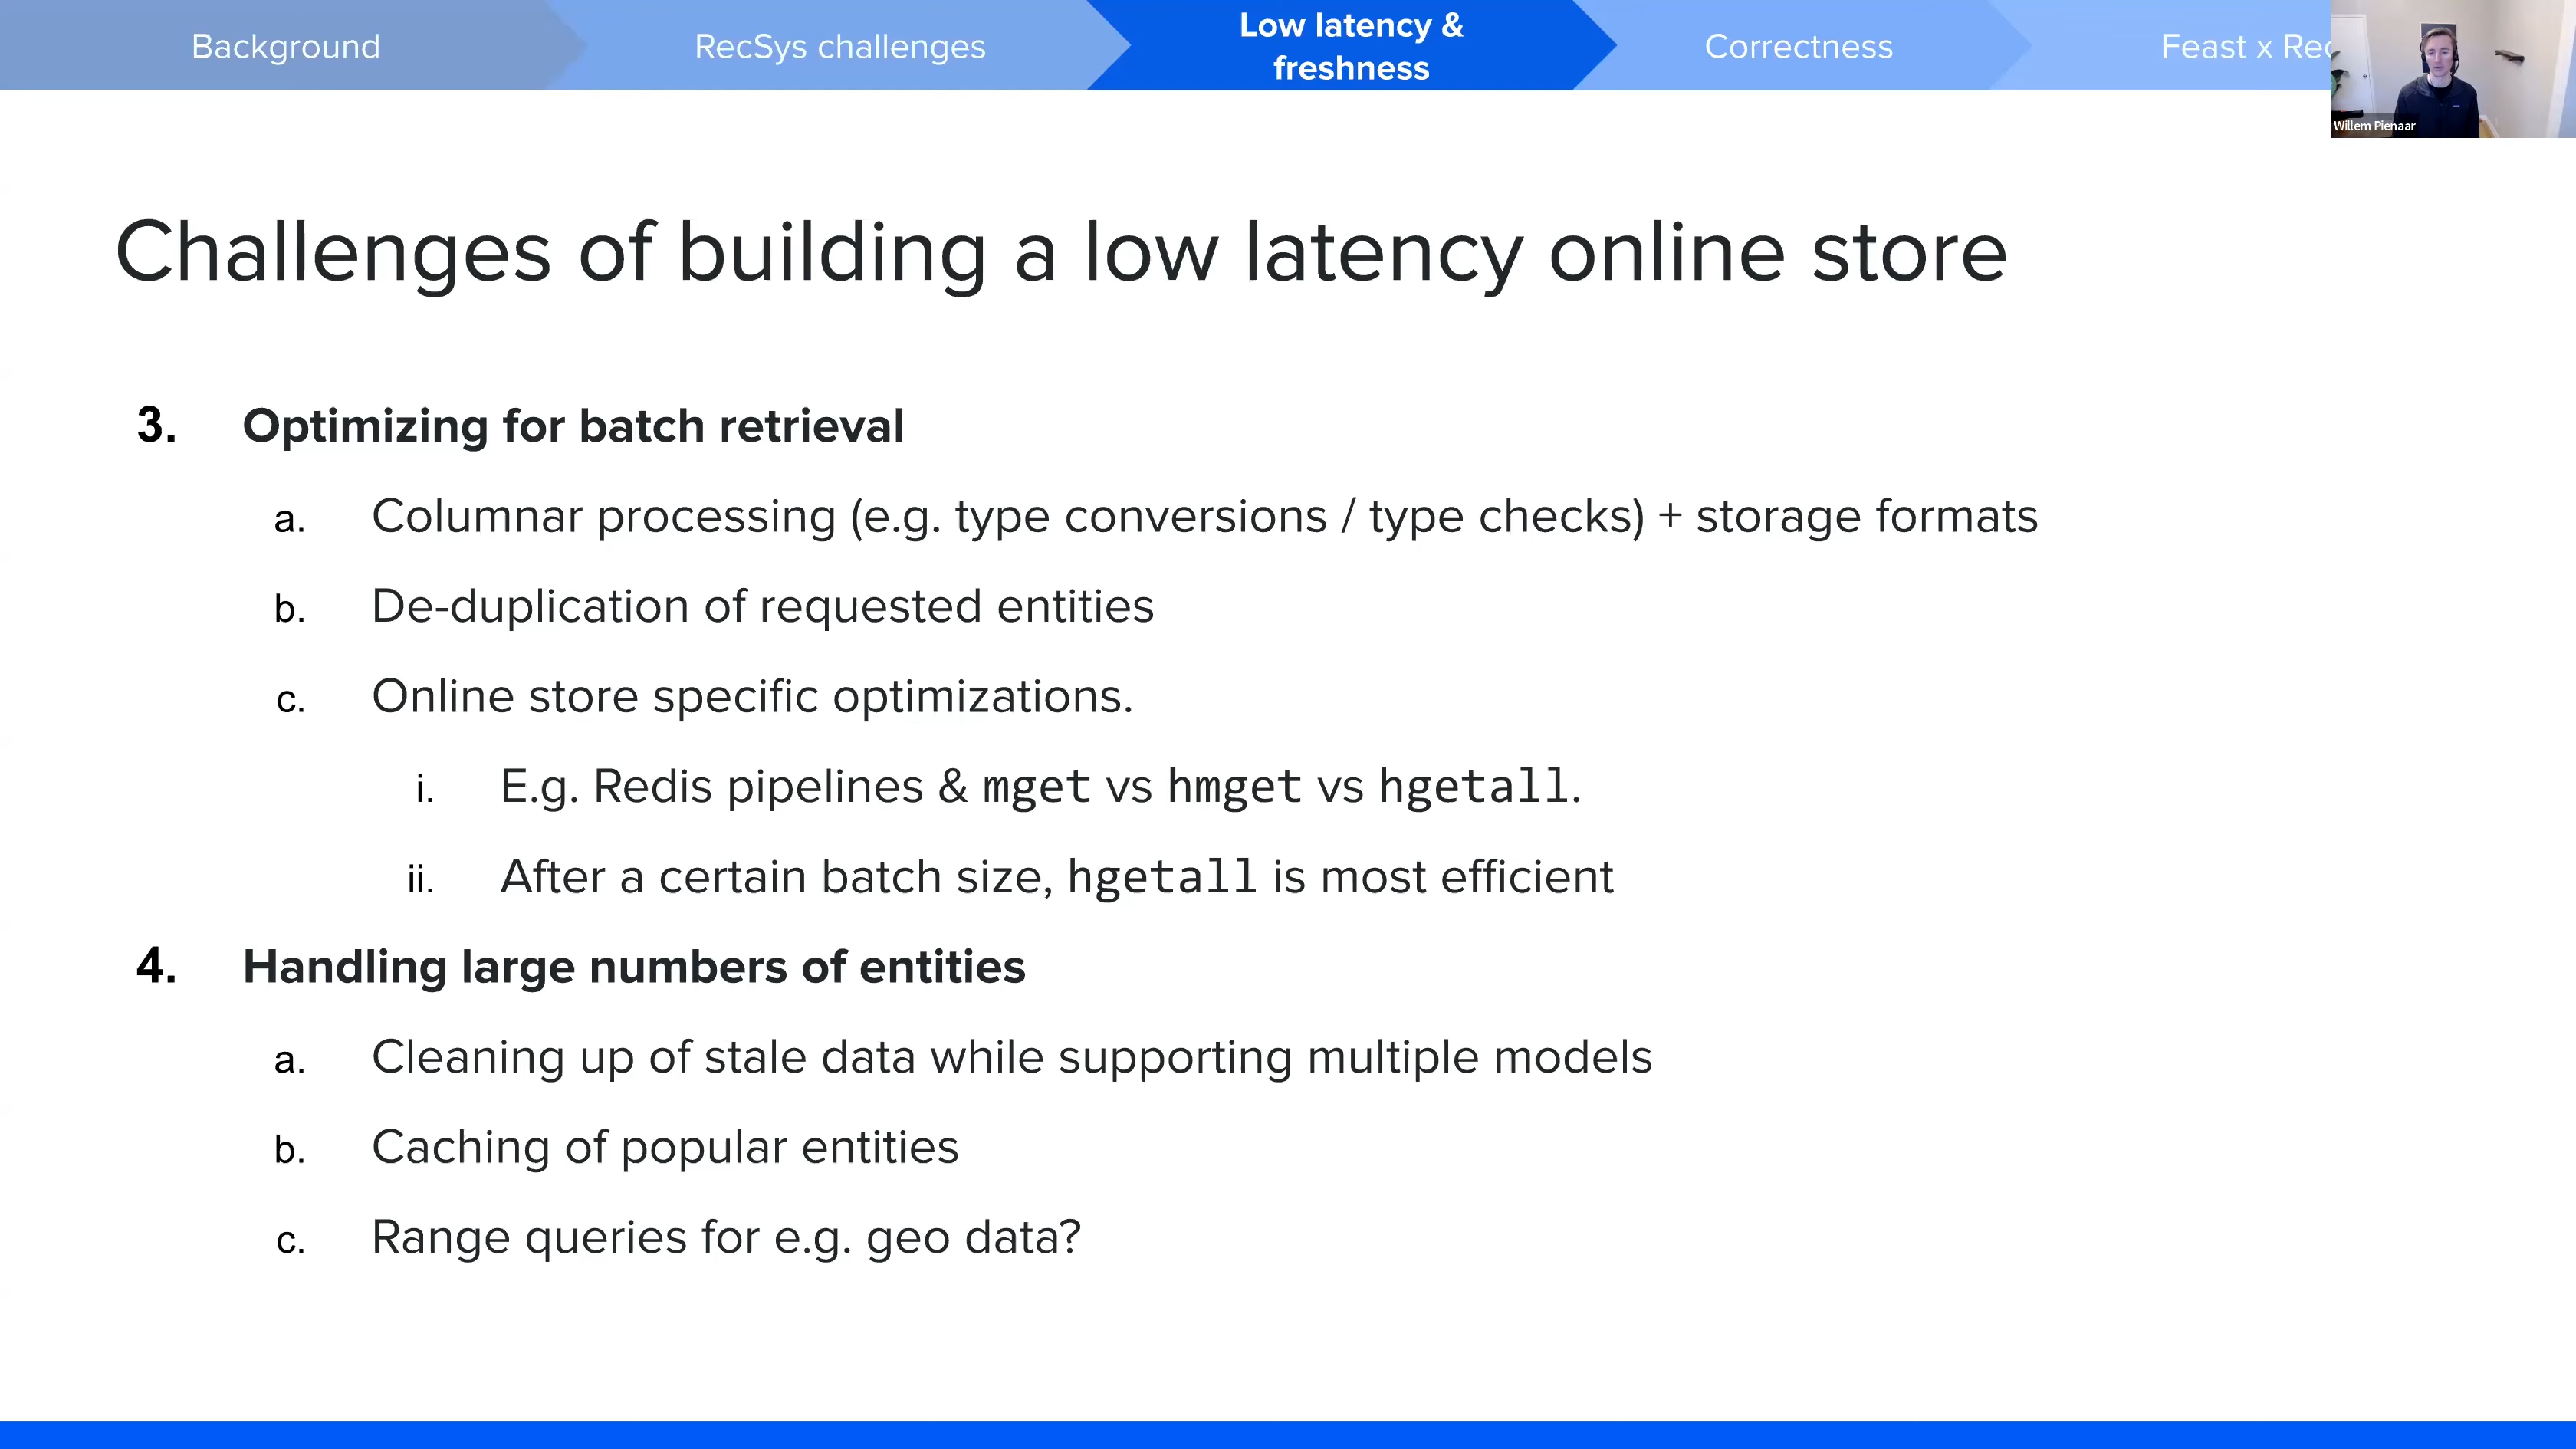 Background
RecSys challenges
Low latency &
freshness
Correctness
Feast x
Willem Pienaar
Challenges of building a low latency online store
3. Optimizing for batch retrieval
a. Columnar processing (e.g. type conversions / type checks) + storage formats
b. De-duplication of requested entities
c. Online store specific optimizations.
i. E.g. Redis pipelines & mget vs hmget vs hgetall.
ii. After a certain batch size, hgetall is most efficient
4. Handling large numbers of entities
a. Cleaning up of stale data while supporting multiple models
b. Caching of popular entities
c. Range queries for e.g. geo data?